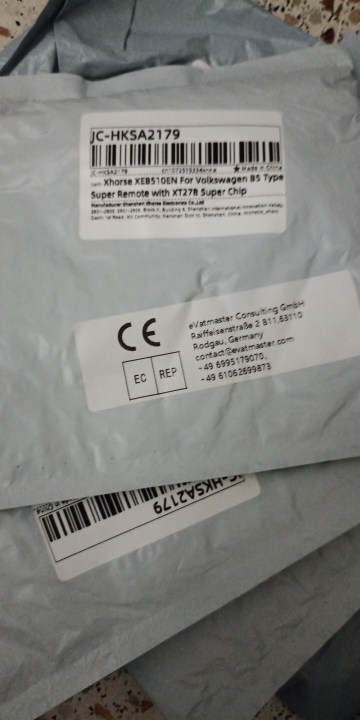 JC-HKSA2179
JC-HKSA2179
Made in China
Item: Xhorse XEB510EN For Volkswagen B5 Type
Super Remote with XT27B Super Chip
Manufacturer: Shenzhen Xhorse Electronics Co.,Ltd
CE
EC REP
eVatmaster Consulting GmbH
Raiffeisenstraße 2 B11,63110
Rodgau, Germany
contact@evatmaster.com
+49 6995179070,
+49 61062699873
JC-HKSA2179